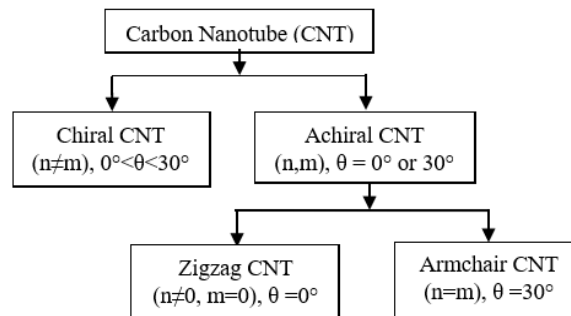 Carbon Nanotube (CNT)
Chiral CNT
(n≠m), 0°<θ<30°
Achiral CNT
(n,m), θ = 0° or 30°
Zigzag CNT
(n≠0, m=0), θ =0°
Armchair CNT
(n=m), θ =30°